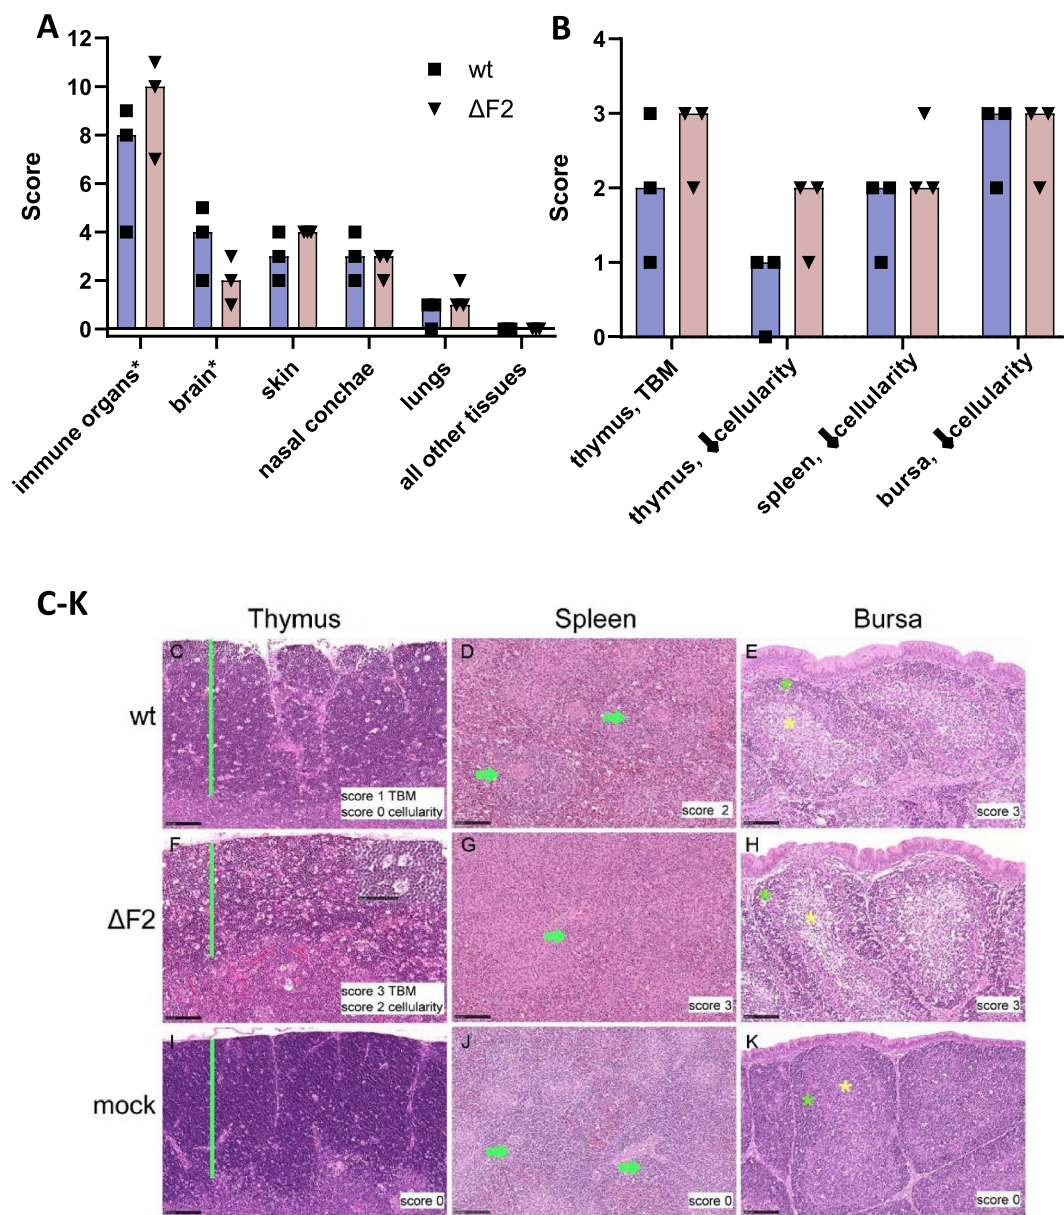 A
12
10
8
6
4
2
0
Score
wt
ΔF2
immune organs*
brain*
skin
nasal conchae
lungs
all other tissues
B
4
3
2
1
0
Score
thymus, TBM
thymus, ⬇cellularity
spleen, ⬇cellularity
bursa, ⬇cellularity
C-K
Thymus
Spleen
Bursa
wt
C
score 1 TBM
score 0 cellularity
D
score 2
E
score 3
ΔF2
F
score 3 TBM
score 2 cellularity
G
score 3
H
score 3
mock
I
score 0
J
score 0
K
score 0